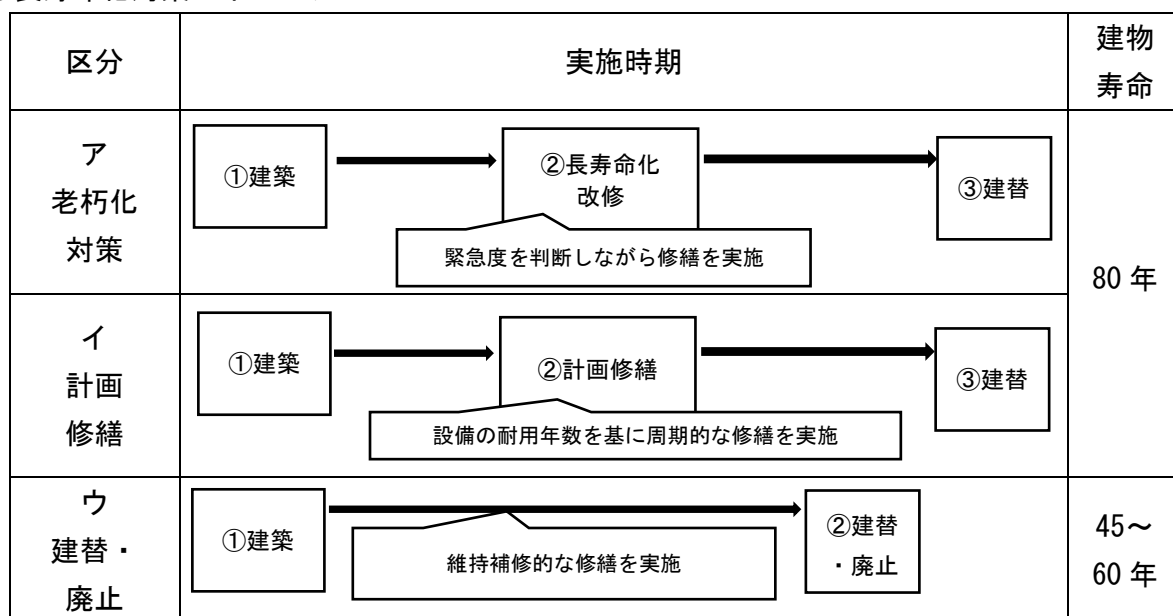 区分
実施時期
建物
寿命
ア
老朽化
対策
①建築
②長寿命化
改修
③建替
緊急度を判断しながら修繕を実施
80 年
イ
計画
修繕
①建築
②計画修繕
③建替
設備の耐用年数を基に周期的な修繕を実施
ウ
建替・
廃止
①建築
②建替
・廃止
維持補修的な修繕を実施
45～
60 年